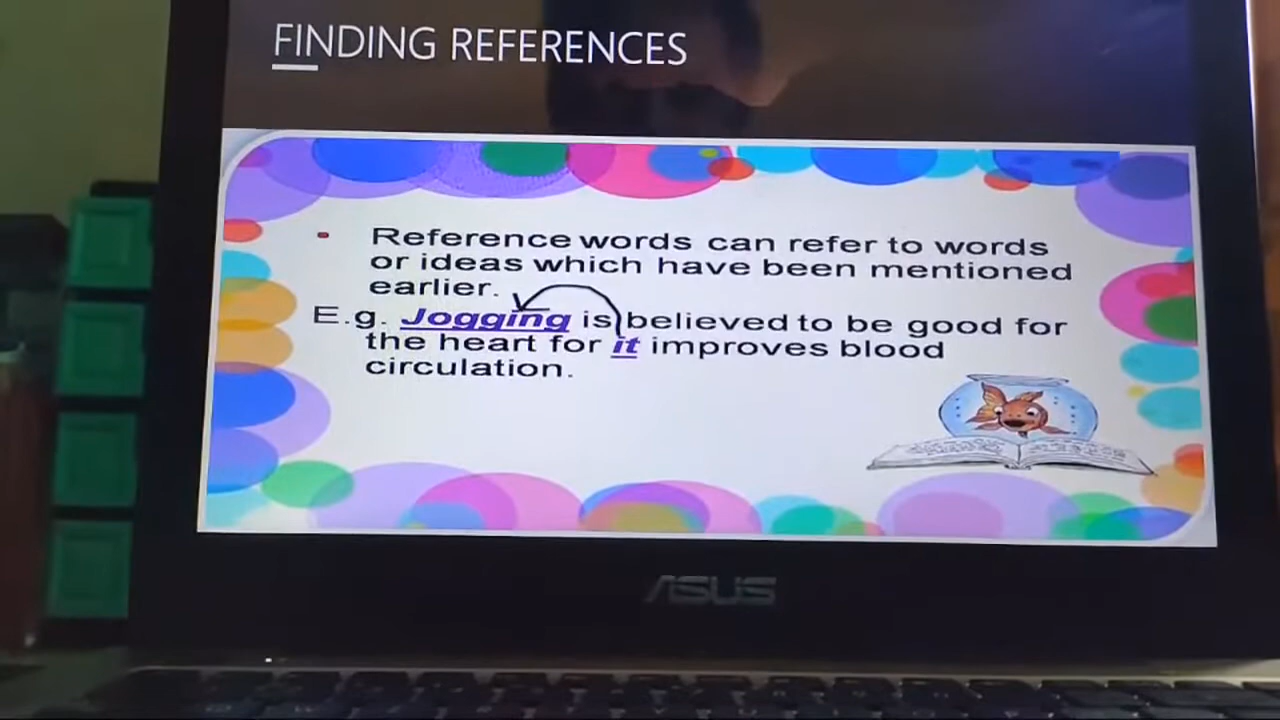 FINDING REFERENCES
Reference words can refer to words
or ideas which have been mentioned
earlier.
E.g. Jogging is believed to be good for
the heart for it improves blood
circulation.
ASUS